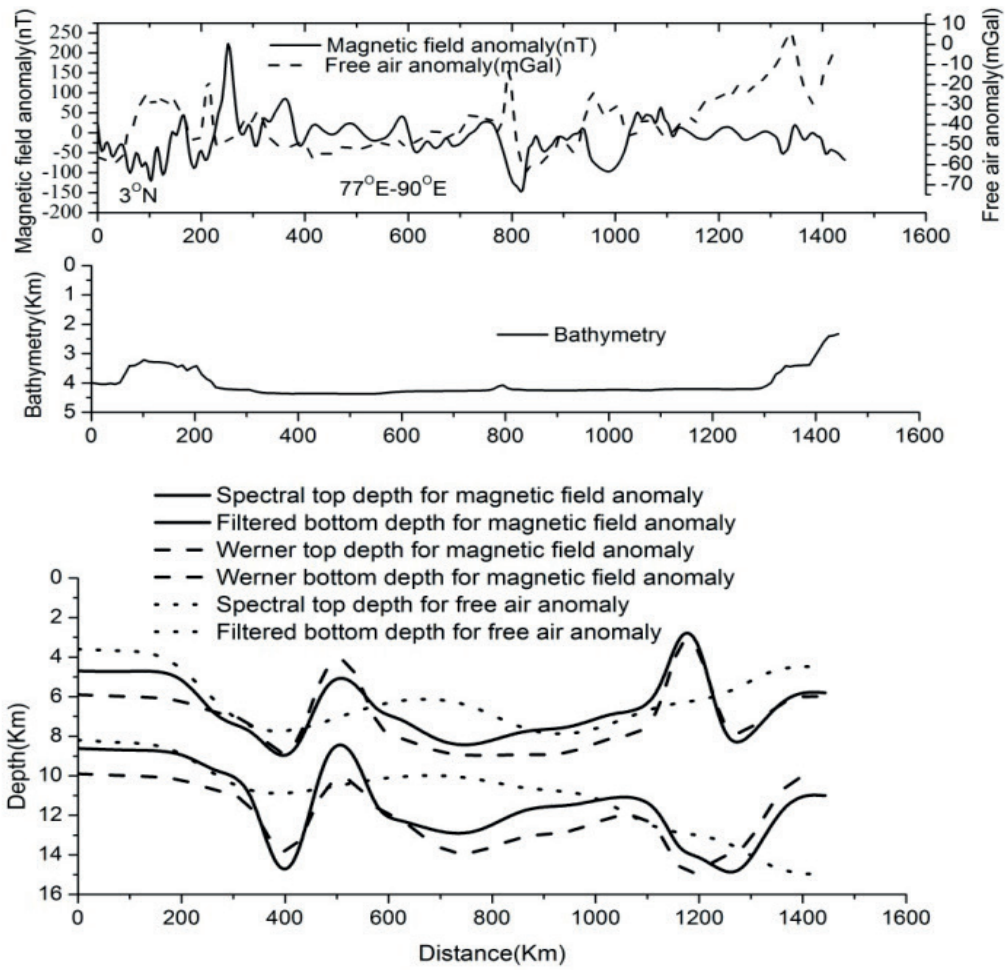 Magnetic field anomaly(nT)
250
200
150
100
50
0
-50
-100
-150
-200
Magnetic field anomaly(nT)
Free air anomaly(mGal)
3°N
77°E-90°E
10
0
-10
-20
-30
-40
-50
-60
-70
Free air anomaly(mGal)
0 200 400 600 800 1000 1200 1400 1600
Bathymetry(Km)
0
1
2
3
4
5
Bathymetry
0 200 400 600 800 1000 1200 1400 1600
Spectral top depth for magnetic field anomaly
Filtered bottom depth for magnetic field anomaly
Werner top depth for magnetic field anomaly
Werner bottom depth for magnetic field anomaly
Spectral top depth for free air anomaly
Filtered bottom depth for free air anomaly
Depth(Km)
0
2
4
6
8
10
12
14
16
0 200 400 600 800 1000 1200 1400 1600
Distance(Km)